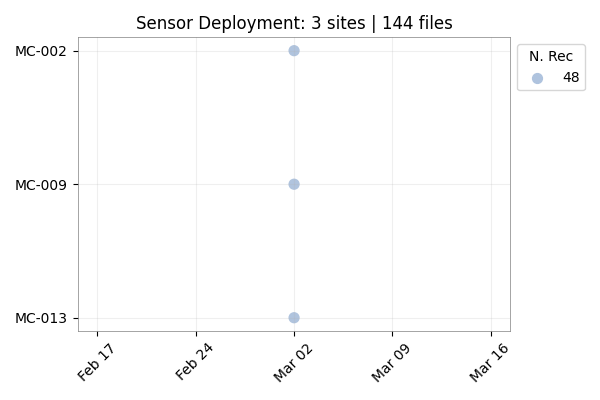 Sensor Deployment: 3 sites | 144 files
MC-002
MC-009
MC-013
Feb 17
Feb 24
Mar 02
Mar 09
Mar 16
N. Rec
48